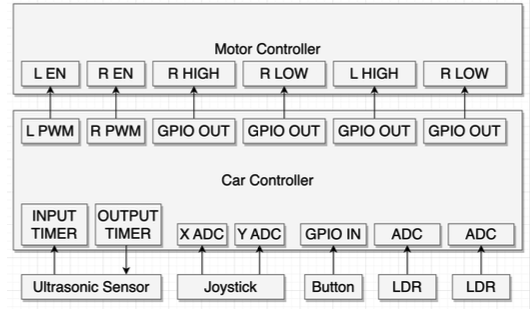 Motor Controller
L EN
R EN
R HIGH
R LOW
L HIGH
R LOW
L PWM
R PWM
GPIO OUT
GPIO OUT
GPIO OUT
GPIO OUT
Car Controller
INPUT
TIMER
OUTPUT
TIMER
X ADC
Y ADC
GPIO IN
ADC
ADC
Ultrasonic Sensor
Joystick
Button
LDR
LDR